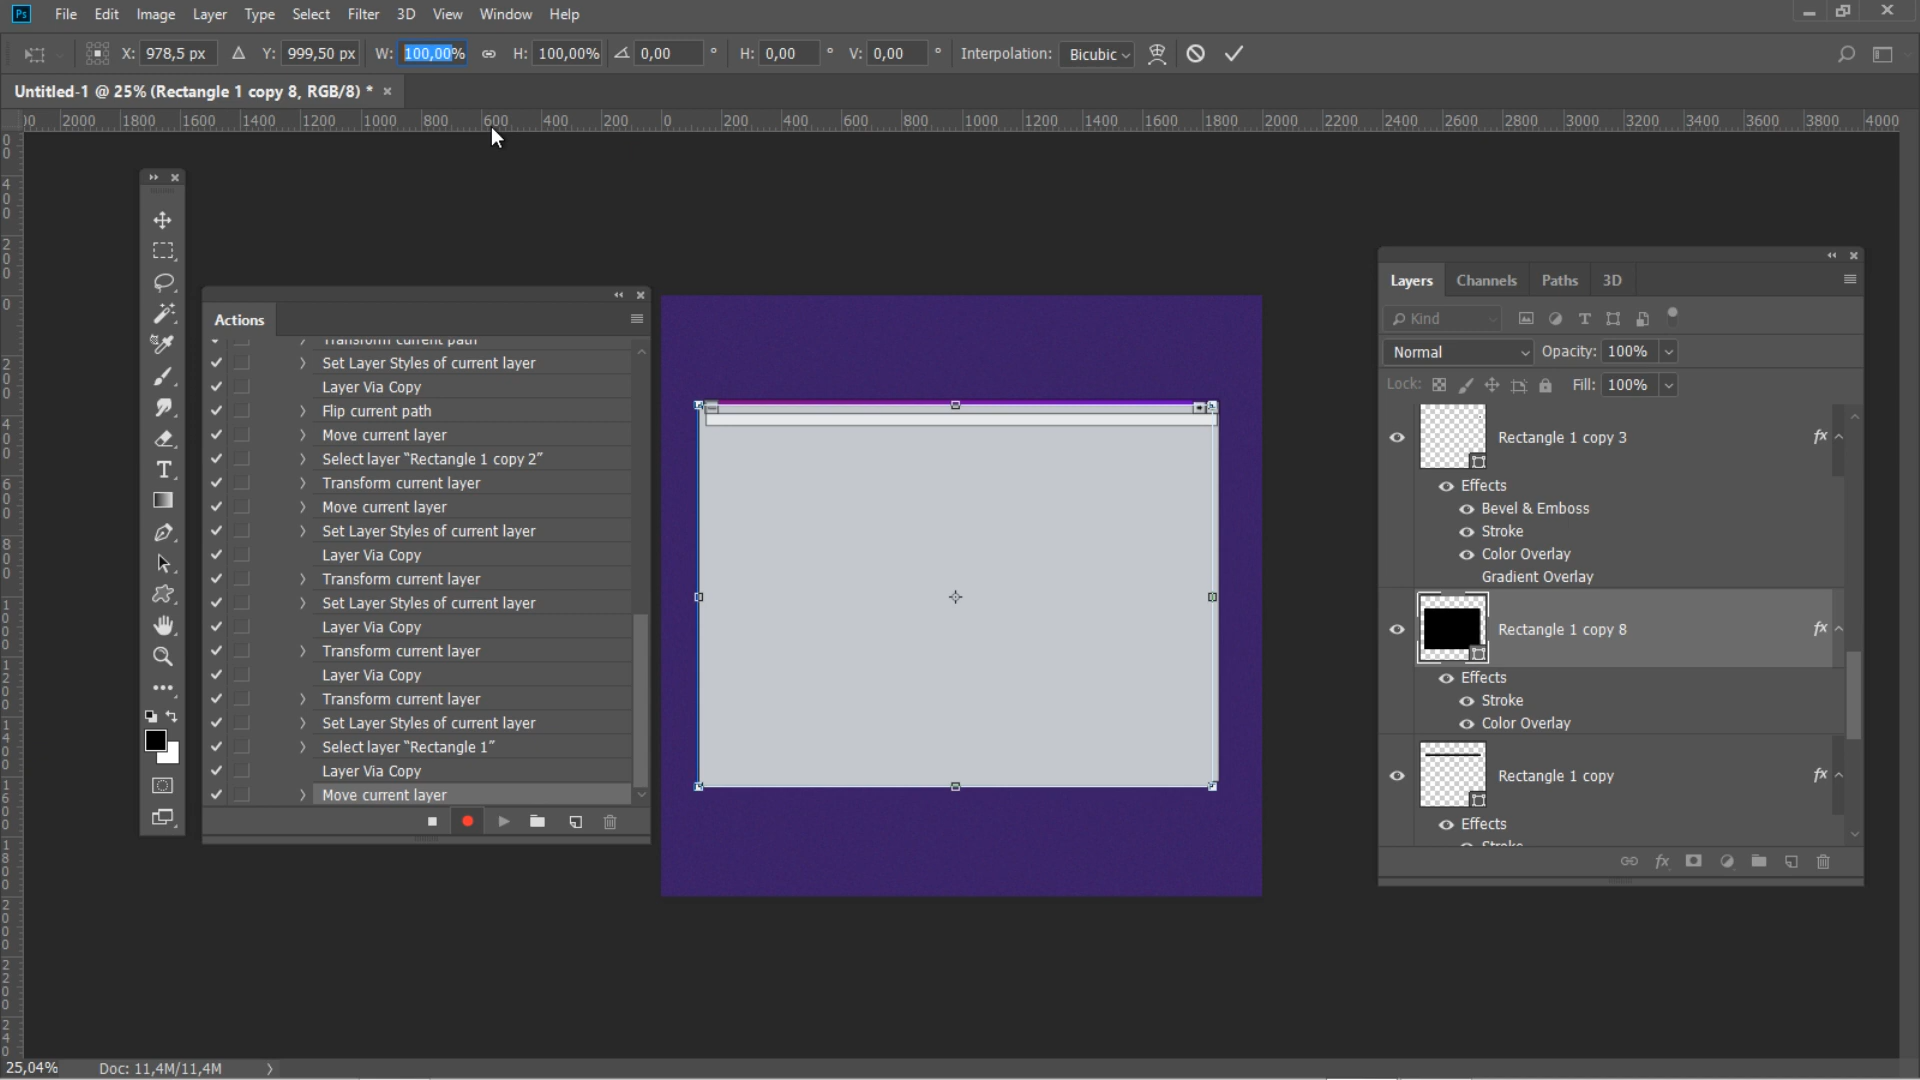 Ps File Edit Image Layer Type Select Filter 3D View Window Help
X: 978,5 px Δ Y: 999,50 px W: 100,00% H: 100,00% 0,00 ° H: 0,00 ° V: 0,00 ° Interpolation: Bicubic
Untitled-1 @ 25% (Rectangle 1 copy 8, RGB/8) * ×
2000 1800 1600 1400 1200 1000 800 600 400 200 0 200 400 600 800 1000 1200 1400 1600 1800 2000 2200 2400 2600 2800 3000 3200 3400 3600 3800 4000
Actions
Transform current path
Set Layer Styles of current layer
Layer Via Copy
Flip current path
Move current layer
Select layer “Rectangle 1 copy 2”
Transform current layer
Move current layer
Set Layer Styles of current layer
Layer Via Copy
Transform current layer
Set Layer Styles of current layer
Layer Via Copy
Transform current layer
Layer Via Copy
Transform current layer
Set Layer Styles of current layer
Select layer “Rectangle 1”
Layer Via Copy
Move current layer
Layers Channels Paths 3D
Kind
Normal Opacity: 100%
Lock: Fill: 100%
Rectangle 1 copy 3 fx
Effects
Bevel & Emboss
Stroke
Color Overlay
Gradient Overlay
Rectangle 1 copy 8 fx
Effects
Stroke
Color Overlay
Rectangle 1 copy fx
Effects
Stroke
25,04% Doc: 11,4M/11,4M